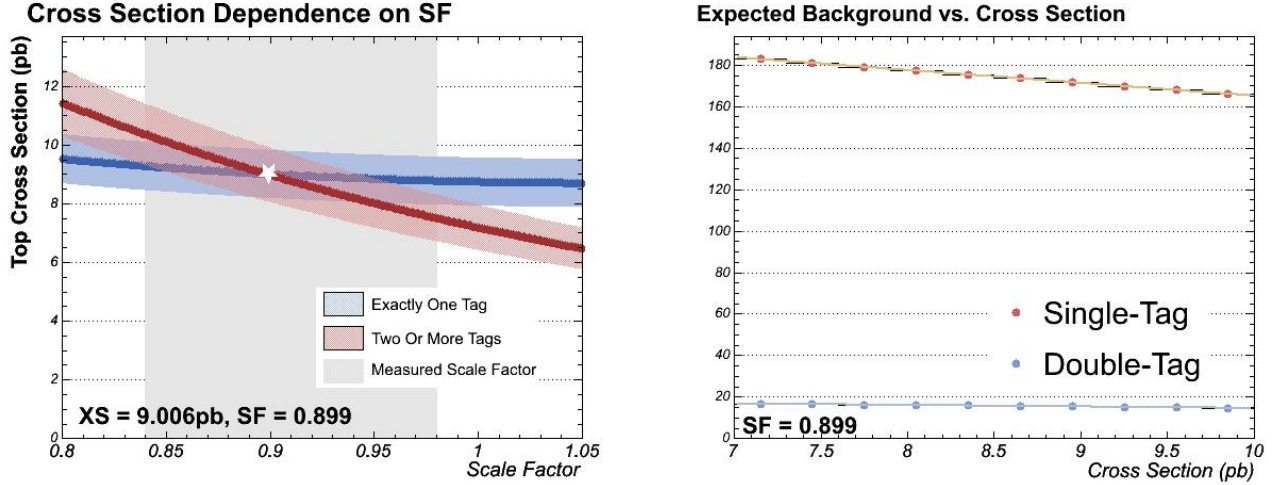 Cross Section Dependence on SF
Top Cross Section (pb)
12
10
8
6
4
2
0
Exactly One Tag
Two Or More Tags
Measured Scale Factor
XS = 9.006pb, SF = 0.899
0.8 0.85 0.9 0.95 1 1.05
Scale Factor
Expected Background vs. Cross Section
180
160
140
120
100
80
60
40
20
0
Single-Tag
Double-Tag
SF = 0.899
7 7.5 8 8.5 9 9.5 10
Cross Section (pb)